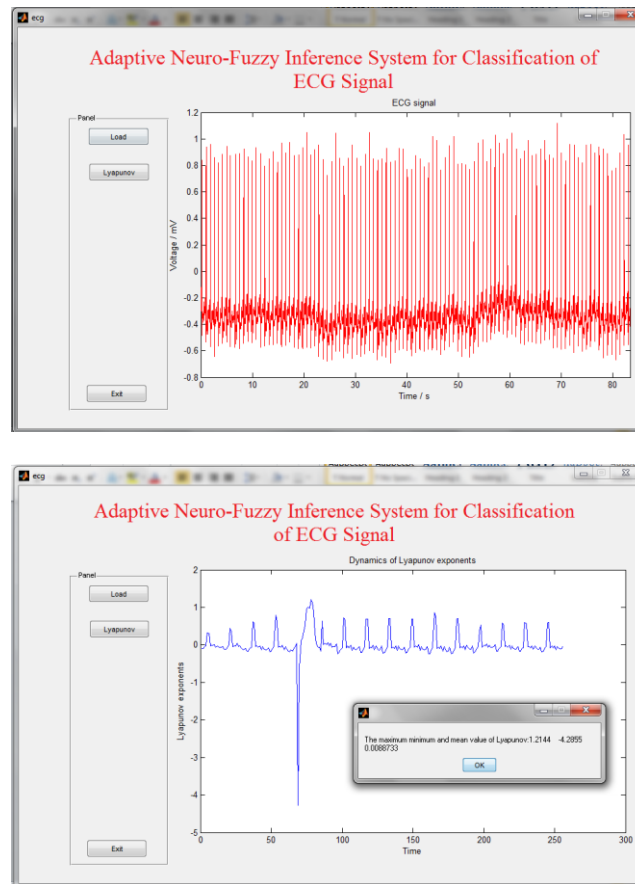 ecg
Adaptive Neuro-Fuzzy Inference System for Classification of
ECG Signal
Panel
Load
Lyapunov
Exit
ECG signal
Voltage / mV
1.2
1
0.8
0.6
0.4
0.2
0
-0.2
-0.4
-0.6
-0.8
0 10 20 30 40 50 60 70 80
Time / s
ecg
Adaptive Neuro-Fuzzy Inference System for Classification
of ECG Signal
Panel
Load
Lyapunov
Exit
Dynamics of Lyapunov exponents
Lyapunov exponents
2
1
0
-1
-2
-3
-4
-5
0 50 100 150 200 250 300
Time
The maximum minimum and mean value of Lyapunov:1.2144 -4.2855
0.0088733
OK